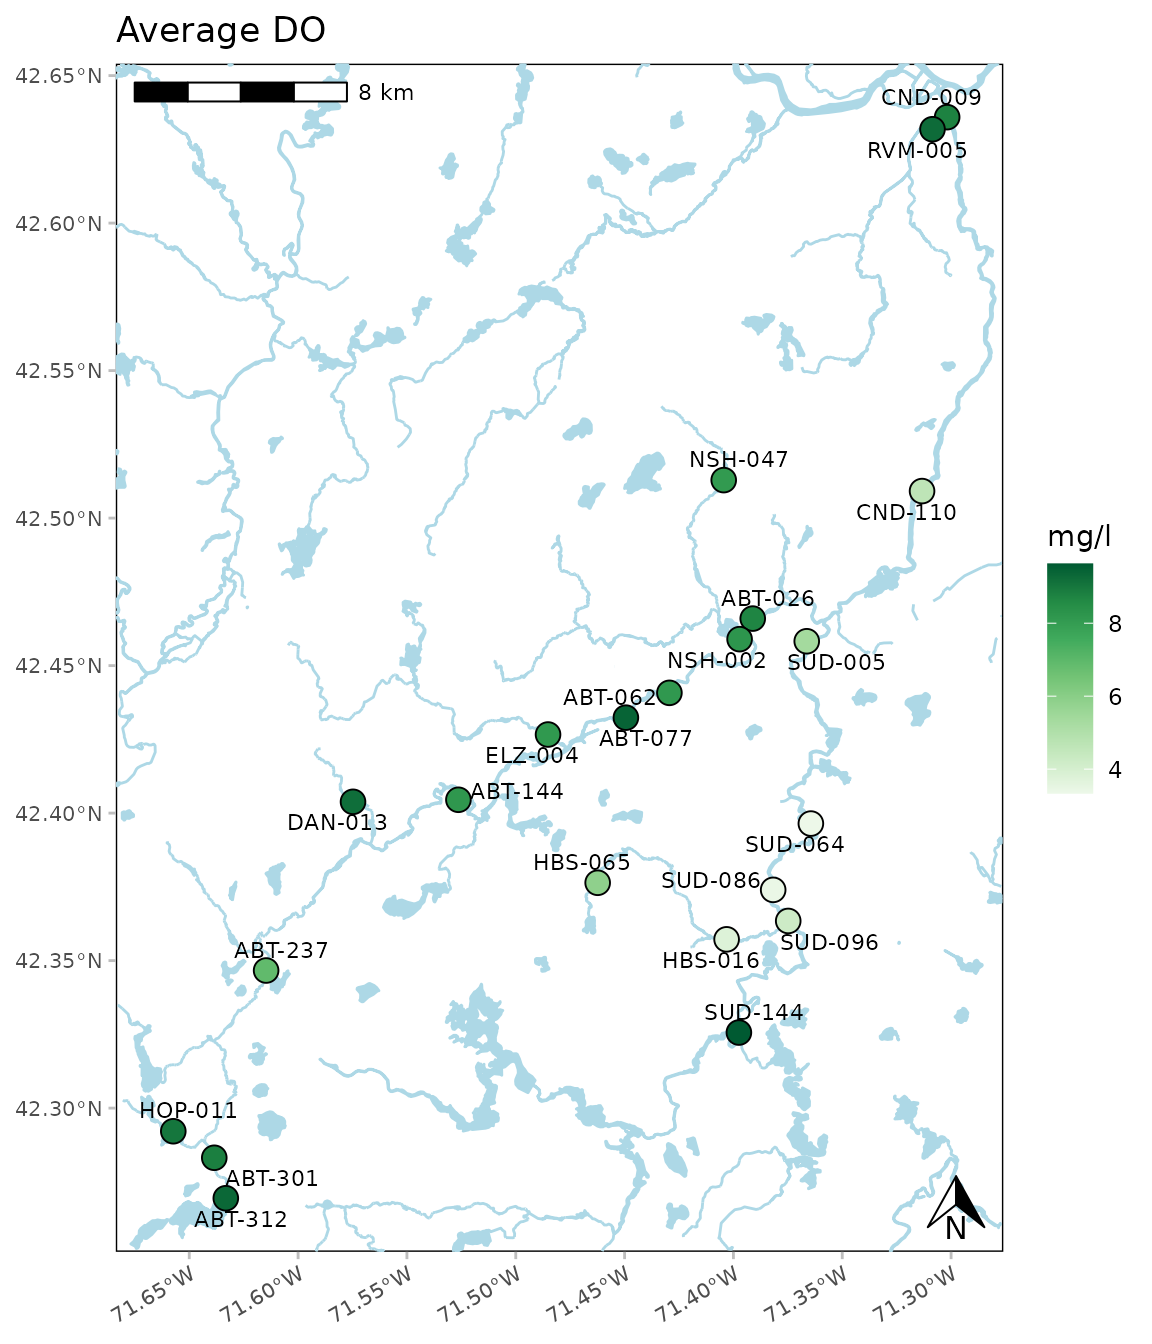 Average DO
42.65°N
8 km
CND-009
RVM-005
42.60°N
42.55°N
NSH-047
42.50°N
CND-110
mg/l
ABT-026
8
42.45°N
NSH-002
SUD-005
ABT-062
6
ABT-077
ELZ-004
4
ABT-144
42.40°N
DAN-013
SUD-064
HBS-065
SUD-086
SUD-096
ABT-237
42.35°N
HBS-016
SUD-144
42.30°N
HOP-011
ABT-301
ABT-312
N
71.65°W
71.60°W
71.55°W
71.50°W
71.45°W
71.40°W
71.35°W
71.30°W